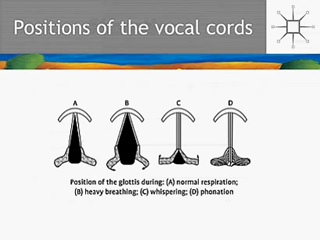 Positions of the vocal cords
A B C D
Position of the glottis during: (A) normal respiration;
(B) heavy breathing; (C) whispering; (D) phonation